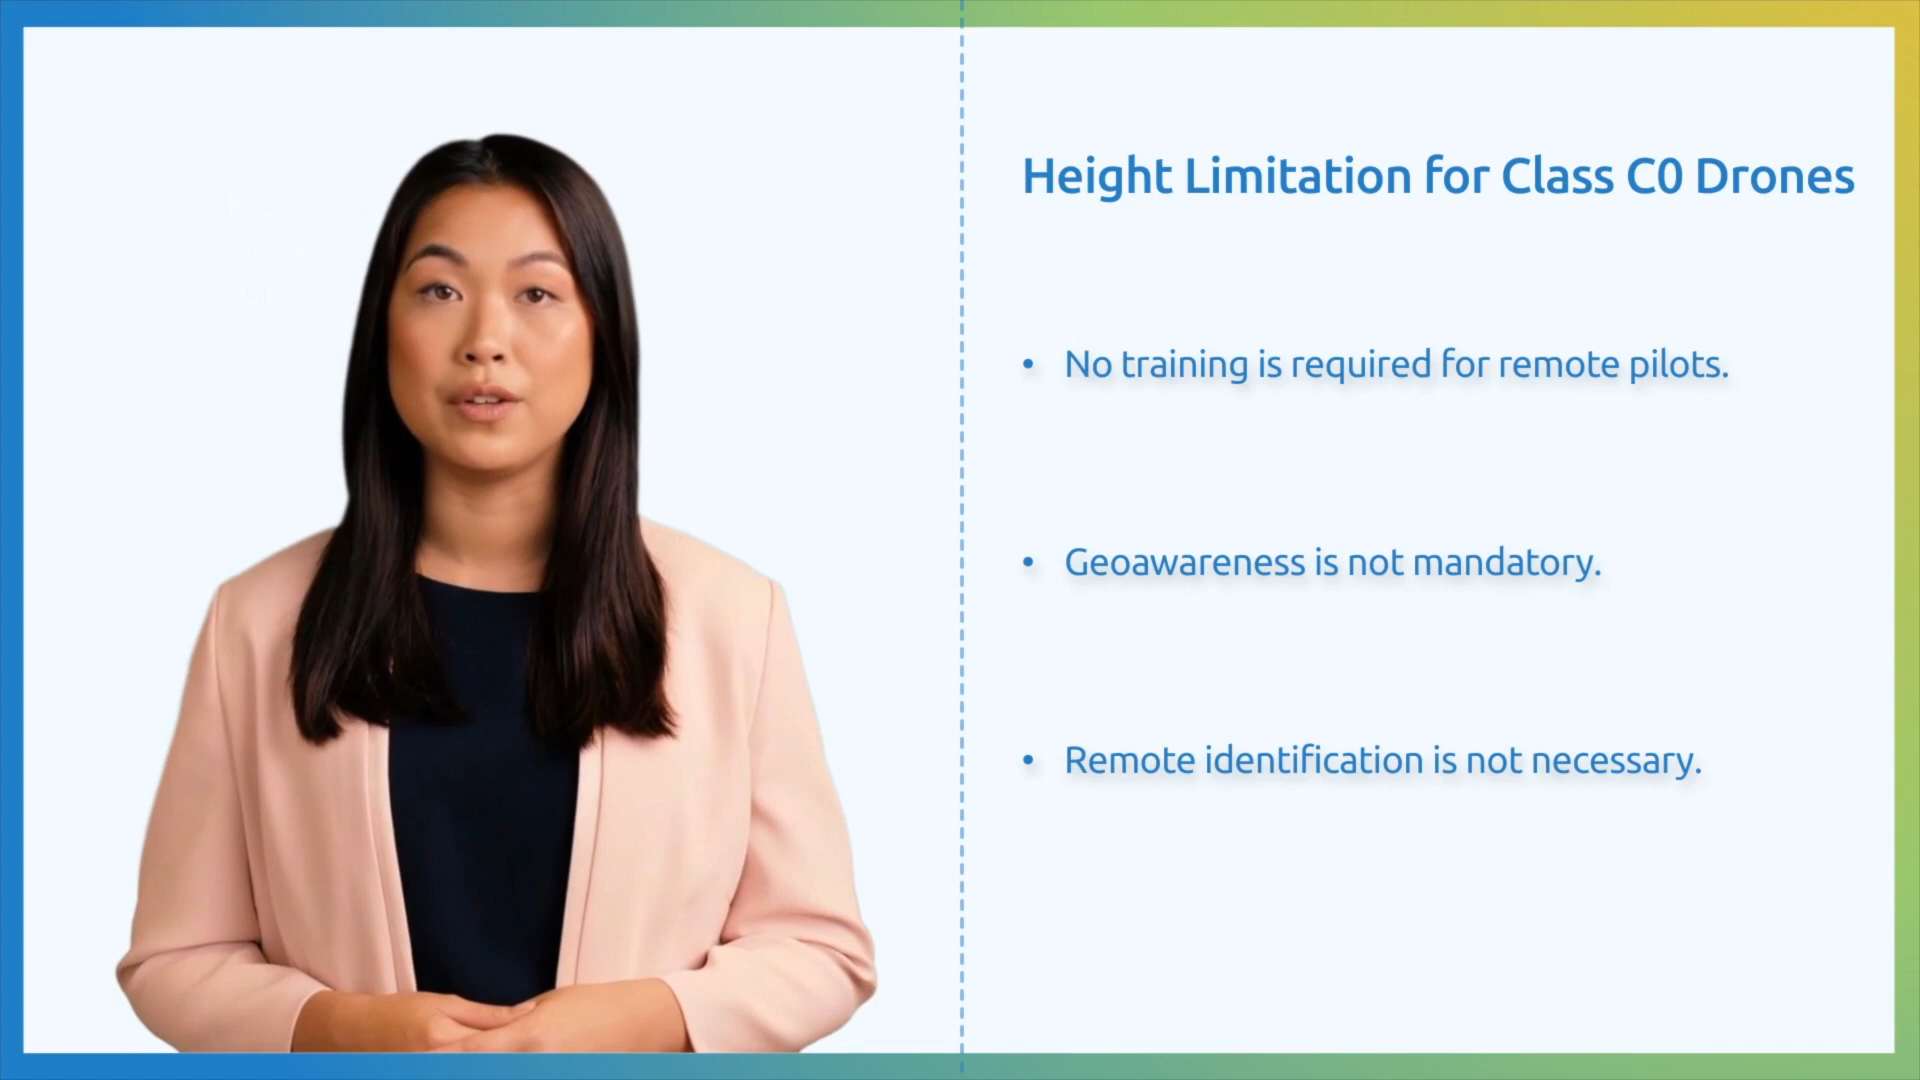 Height Limitation for Class C0 Drones
• No training is required for remote pilots.
• Geoawareness is not mandatory.
• Remote identification is not necessary.